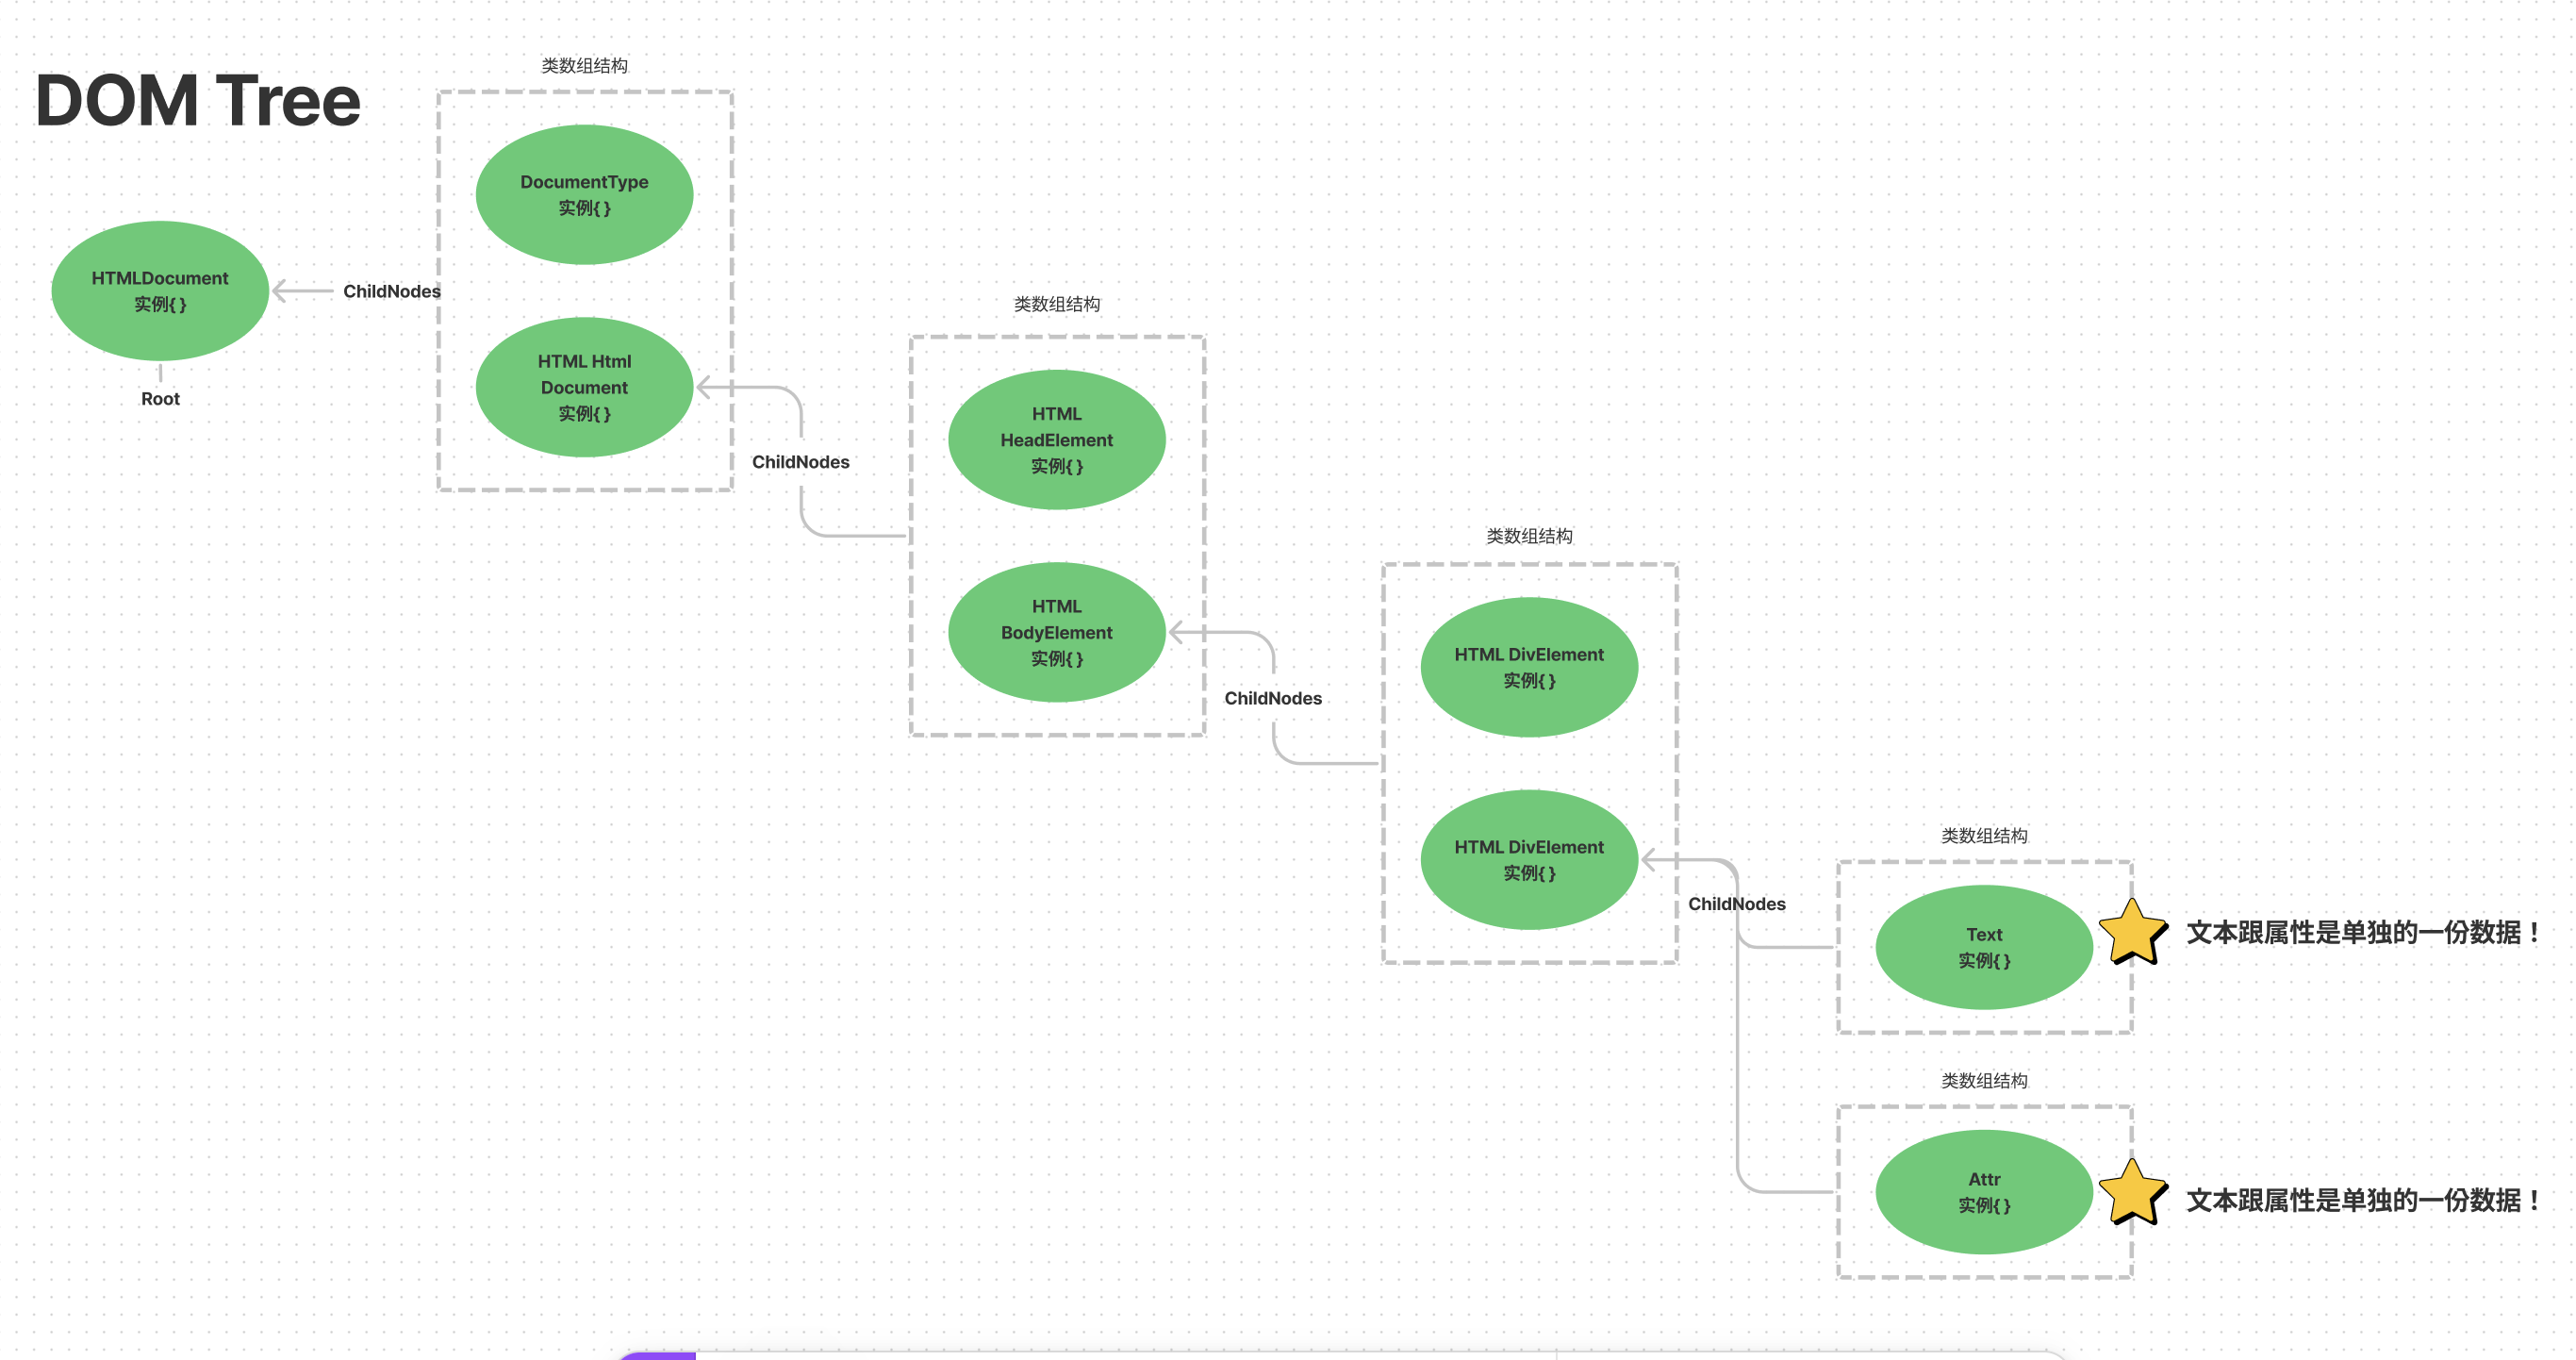 DOM Tree
HTMLDocument
实例{ }
Root
ChildNodes
类数组结构
DocumentType
实例{ }
HTML Html
Document
实例{ }
ChildNodes
类数组结构
HTML
HeadElement
实例{ }
HTML
BodyElement
实例{ }
ChildNodes
类数组结构
HTML DivElement
实例{ }
HTML DivElement
实例{ }
ChildNodes
类数组结构
Text
实例{ }
文本跟属性是单独的一份数据！
类数组结构
Attr
实例{ }
文本跟属性是单独的一份数据！